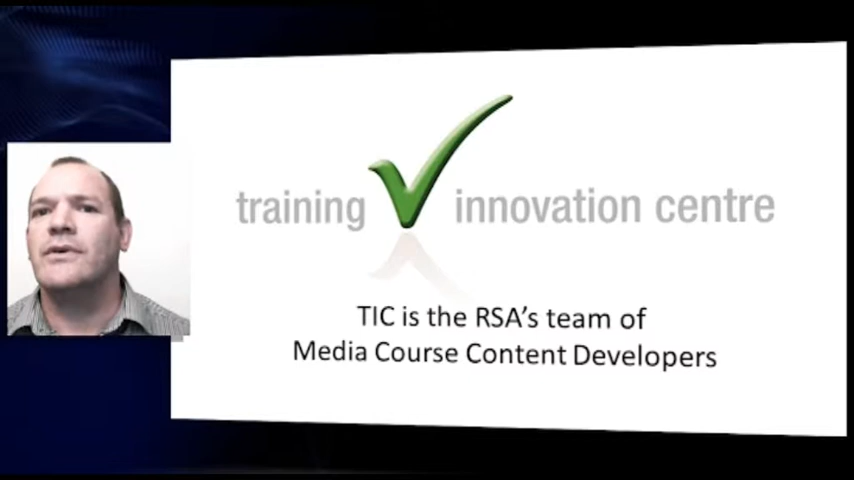 training innovation centre
TIC is the RSA's team of
Media Course Content Developers